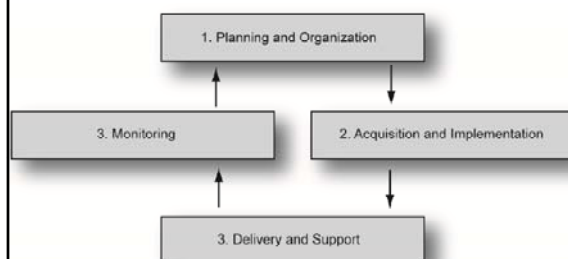 1. Planning and Organization
3. Monitoring
2. Acquisition and Implementation
3. Delivery and Support